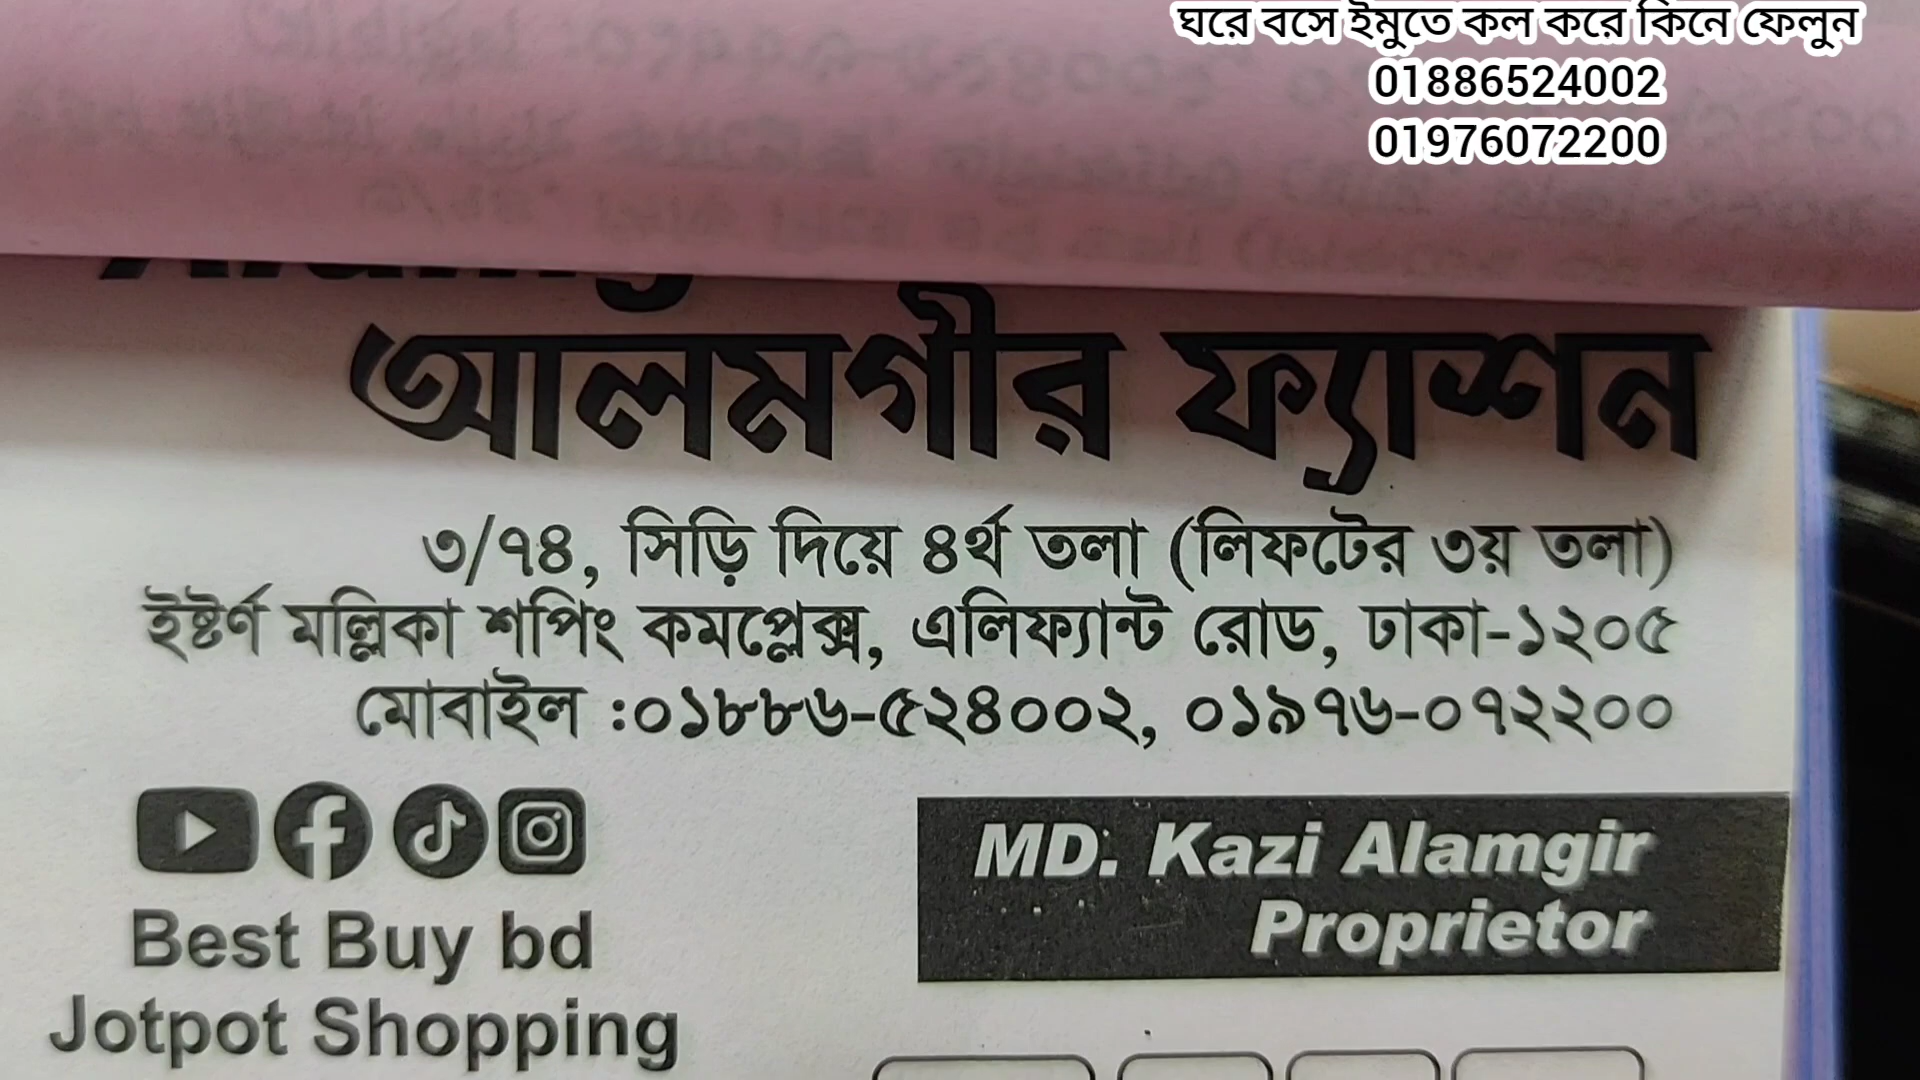 ঘরে বসে ইমুতে কল করে কিনে ফেলুন
01886524002
01976072200
আলমগীর ফ্যাশন
৩/৭৪, সিড়ি দিয়ে ৪র্থ তলা (লিফটের ৩য় তলা)
ইষ্টার্ণ মল্লিকা শপিং কমপ্লেক্স, এলিফ্যান্ট রোড, ঢাকা-১২০৫
মোবাইল :০১৮৮৬-৫২৪০০২, ০১৯৭৬-০৭২২০০
MD. Kazi Alamgir
Proprietor
Best Buy bd
Jotpot Shopping